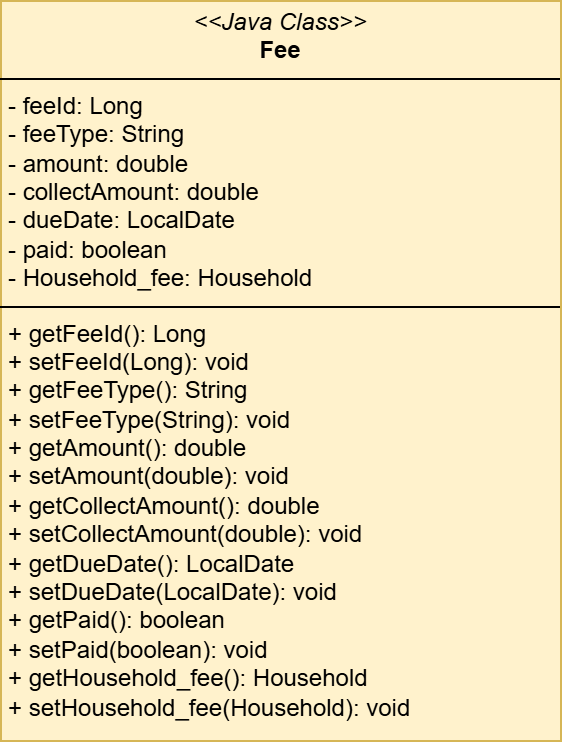 <<Java Class>>
Fee
- feeId: Long
- feeType: String
- amount: double
- collectAmount: double
- dueDate: LocalDate
- paid: boolean
- Household_fee: Household
+ getFeeId(): Long
+ setFeeId(Long): void
+ getFeeType(): String
+ setFeeType(String): void
+ getAmount(): double
+ setAmount(double): void
+ getCollectAmount(): double
+ setCollectAmount(double): void
+ getDueDate(): LocalDate
+ setDueDate(LocalDate): void
+ getPaid(): boolean
+ setPaid(boolean): void
+ getHousehold_fee(): Household
+ setHousehold_fee(Household): void